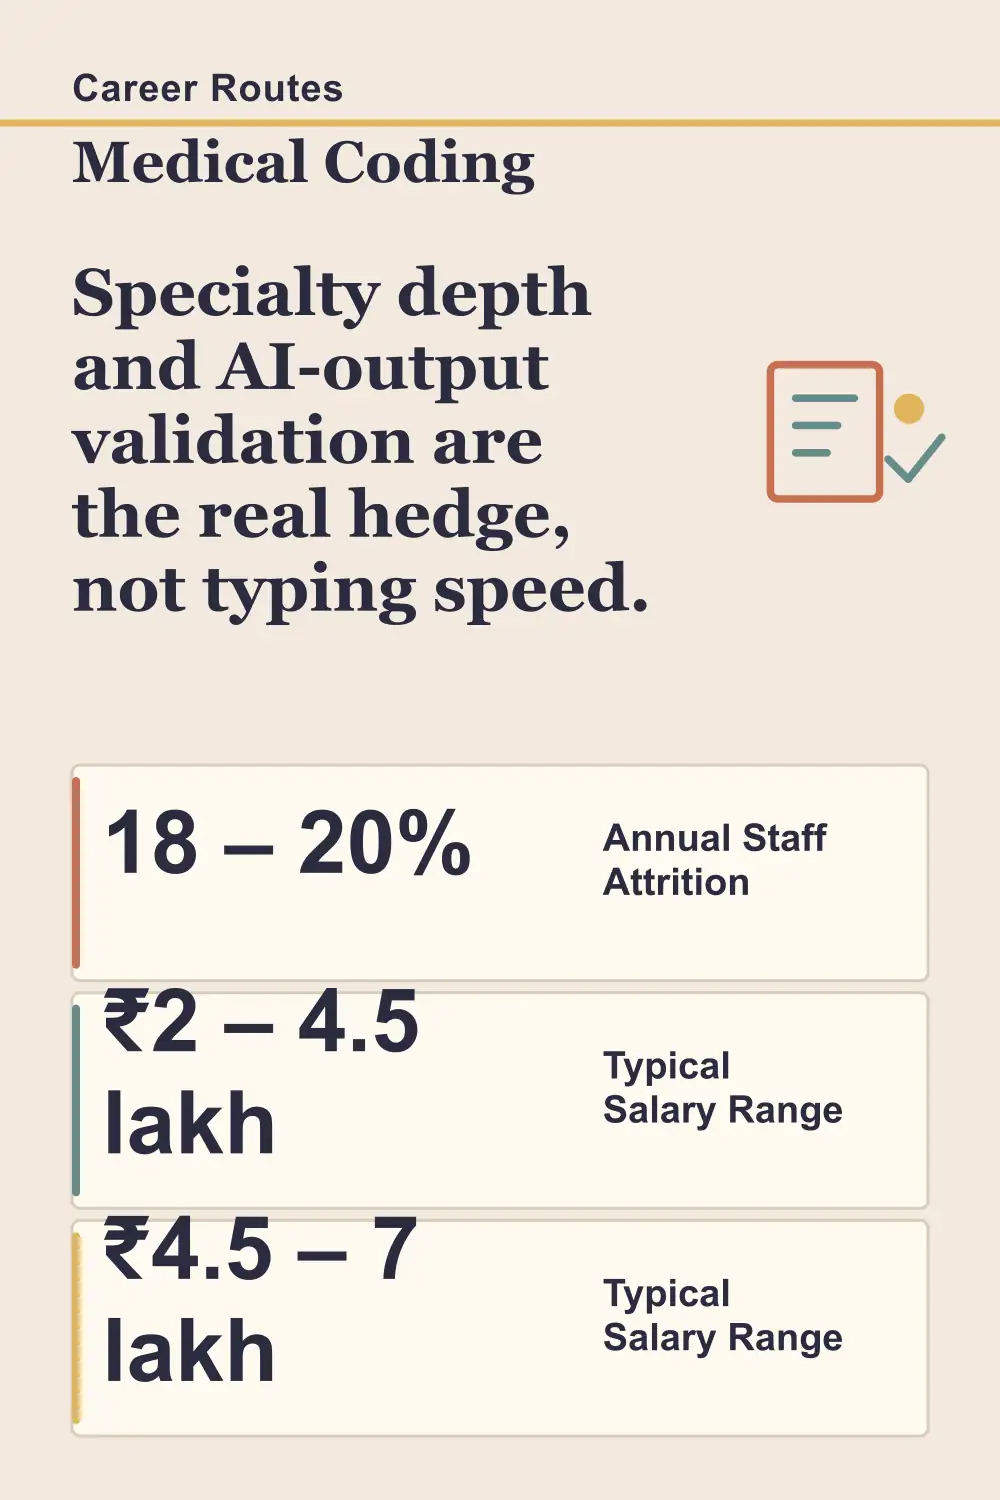 Career Routes
Medical Coding
Specialty depth
and AI-output
validation are
the real hedge,
not typing speed.
18 – 20%
Annual Staff
Attrition
₹2 – 4.5
lakh
Typical
Salary Range
₹4.5 – 7
lakh
Typical
Salary Range